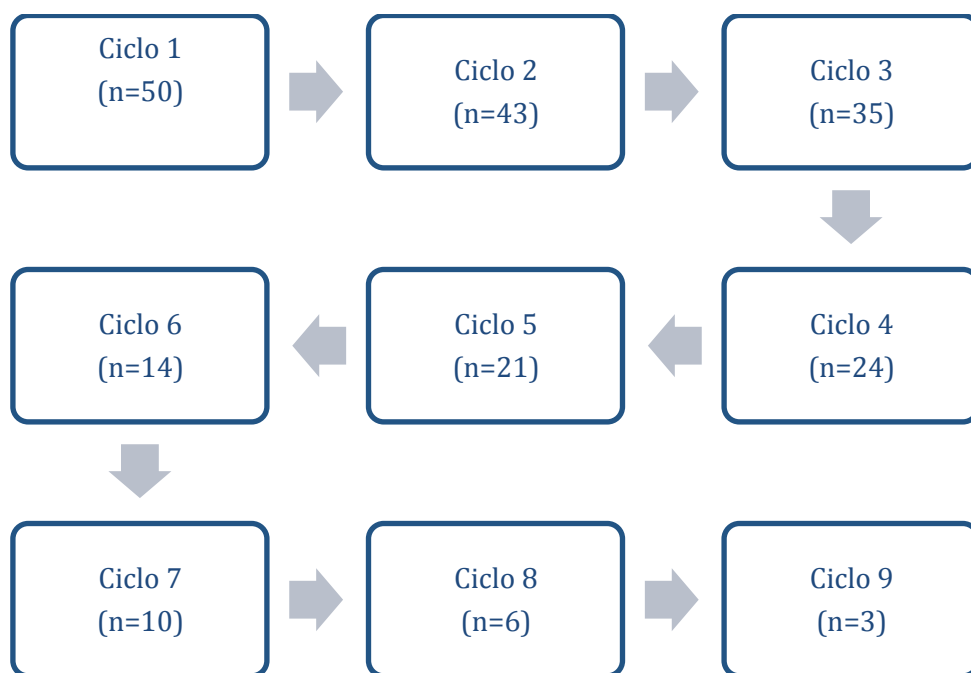 Ciclo 1
(n=50)
Ciclo 2
(n=43)
Ciclo 3
(n=35)
Ciclo 4
(n=24)
Ciclo 5
(n=21)
Ciclo 6
(n=14)
Ciclo 7
(n=10)
Ciclo 8
(n=6)
Ciclo 9
(n=3)